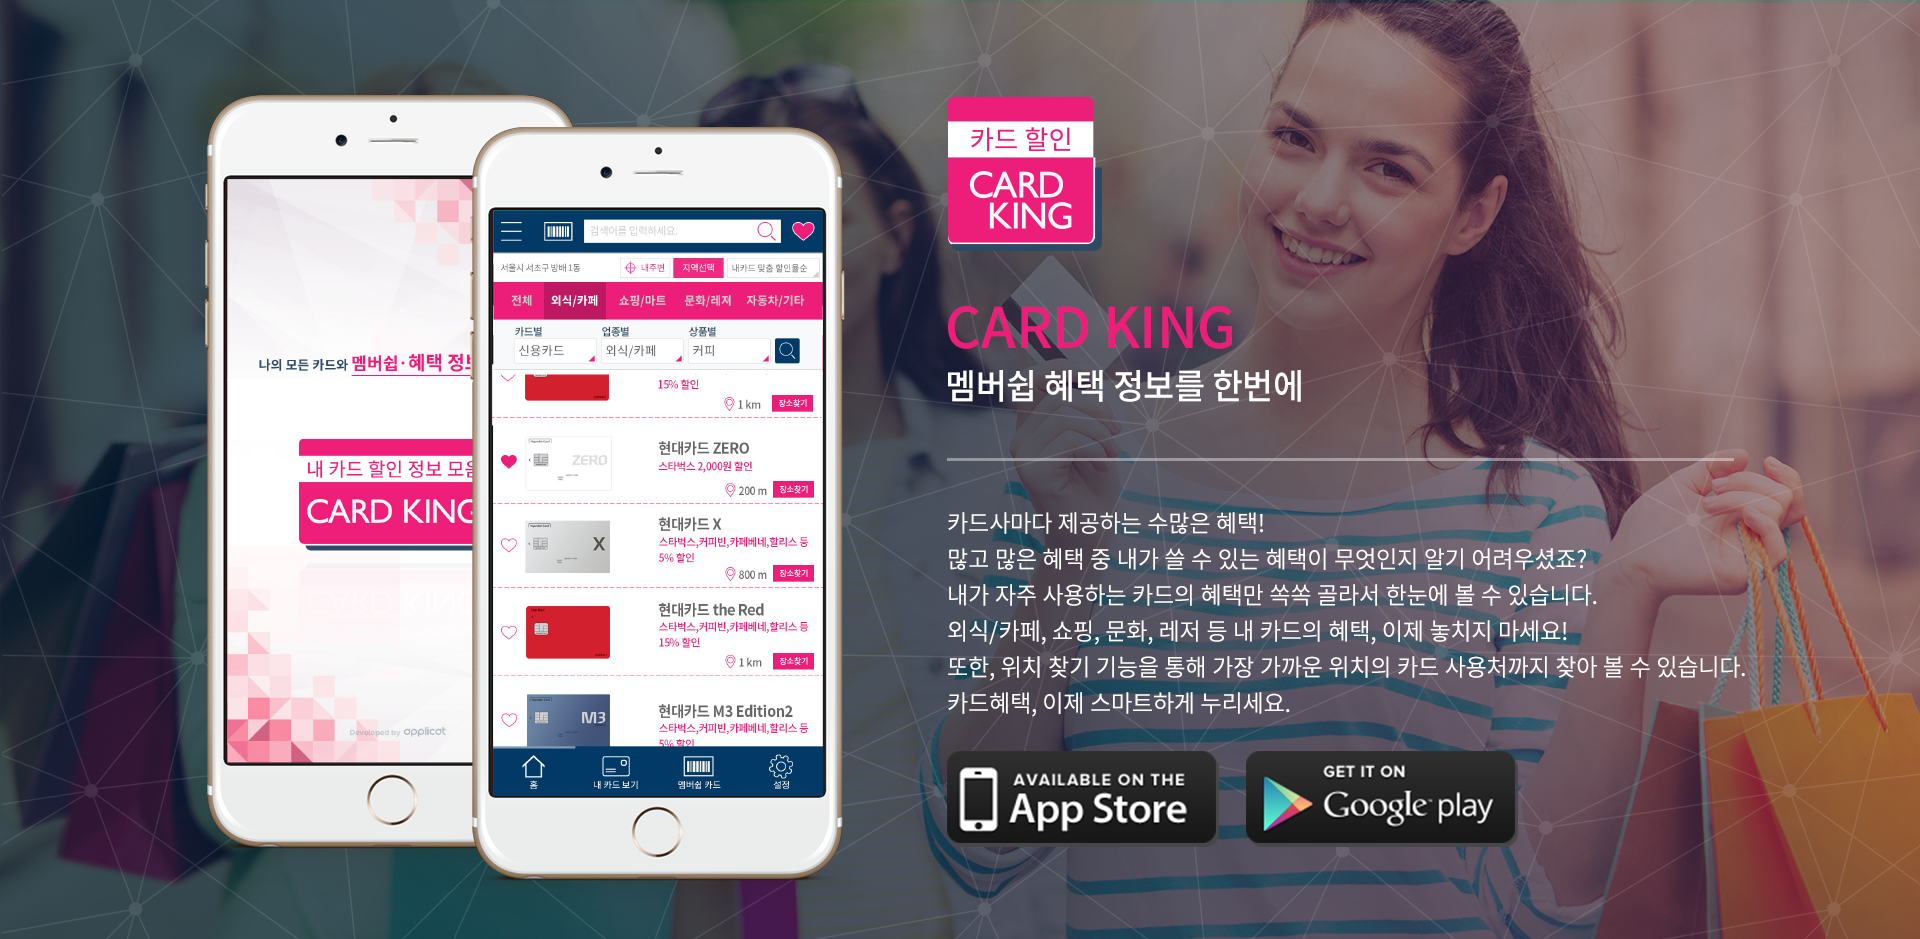 나의 모든 카드와 멤버쉽·혜택 정보
내 카드 할인 정보 모음
CARD KING
Developed by applicat
검색어를 입력하세요.
서울시 서초구 방배 1동
내주변
지역선택
내카드 맞춤 할인율순
전체
외식/카페
쇼핑/마트
문화/레져
자동차/기타
카드별
업종별
상품별
신용카드
외식/카페
커피
15% 할인
1 km
장소찾기
ZERO
현대카드 ZERO
스타벅스 2,000원 할인
200 m
장소찾기
X
현대카드 X
스타벅스,커피빈,카페베네,할리스 등
5% 할인
800 m
장소찾기
현대카드 the Red
스타벅스,커피빈,카페베네,할리스 등
15% 할인
1 km
장소찾기
M3
현대카드 M3 Edition2
스타벅스,커피빈,카페베네,할리스 등
5% 할인
홈
내 카드 보기
멤버쉽 카드
설정
카드 할인
CARD
KING
CARD KING
멤버쉽 혜택 정보를 한번에
카드사마다 제공하는 수많은 혜택!
많고 많은 혜택 중 내가 쓸 수 있는 혜택이 무엇인지 알기 어려우셨죠?
내가 자주 사용하는 카드의 혜택만 쏙쏙 골라서 한눈에 볼 수 있습니다.
외식/카페, 쇼핑, 문화, 레저 등 내 카드의 혜택, 이제 놓치지 마세요!
또한, 위치 찾기 기능을 통해 가장 가까운 위치의 카드 사용처까지 찾아 볼 수 있습니다.
카드혜택, 이제 스마트하게 누리세요.
AVAILABLE ON THE
App Store
GET IT ON
Google play